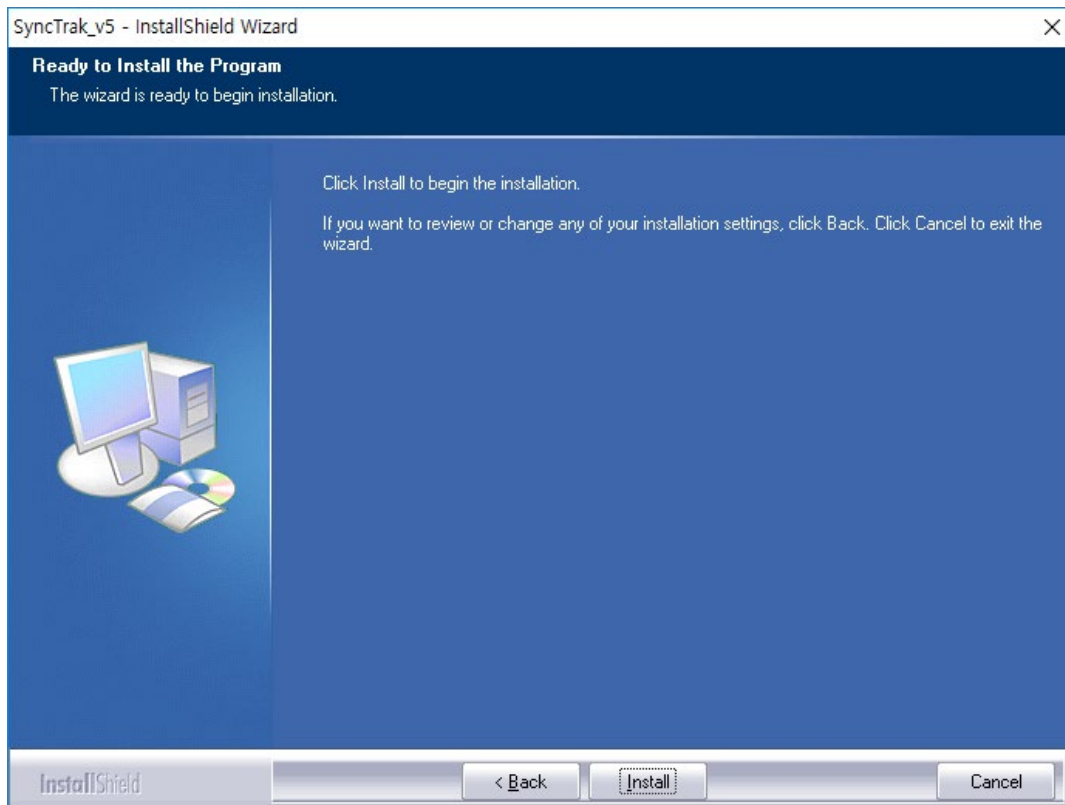 SyncTrak_v5 - InstallShield Wizard
Ready to Install the Program
The wizard is ready to begin installation.
Click Install to begin the installation.
If you want to review or change any of your installation settings, click Back. Click Cancel to exit the
wizard.
InstallShield
< Back
Install
Cancel